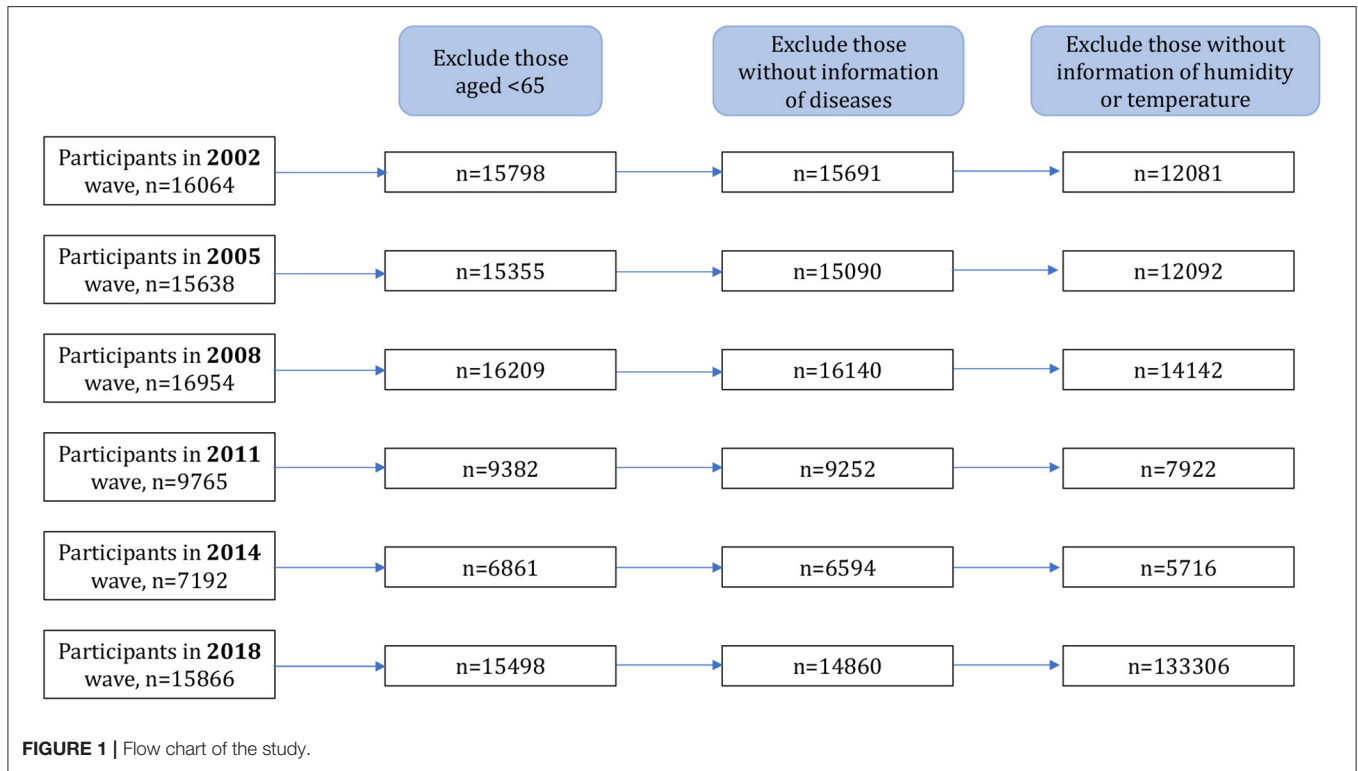 Exclude those
aged <65
Exclude those
without information
of diseases
Exclude those without
information of humidity
or temperature
Participants in 2002
wave, n=16064
n=15798
n=15691
n=12081
Participants in 2005
wave, n=15638
n=15355
n=15090
n=12092
Participants in 2008
wave, n=16954
n=16209
n=16140
n=14142
Participants in 2011
wave, n=9765
n=9382
n=9252
n=7922
Participants in 2014
wave, n=7192
n=6861
n=6594
n=5716
Participants in 2018
wave, n=15866
n=15498
n=14860
n=133306
FIGURE 1 | Flow chart of the study.